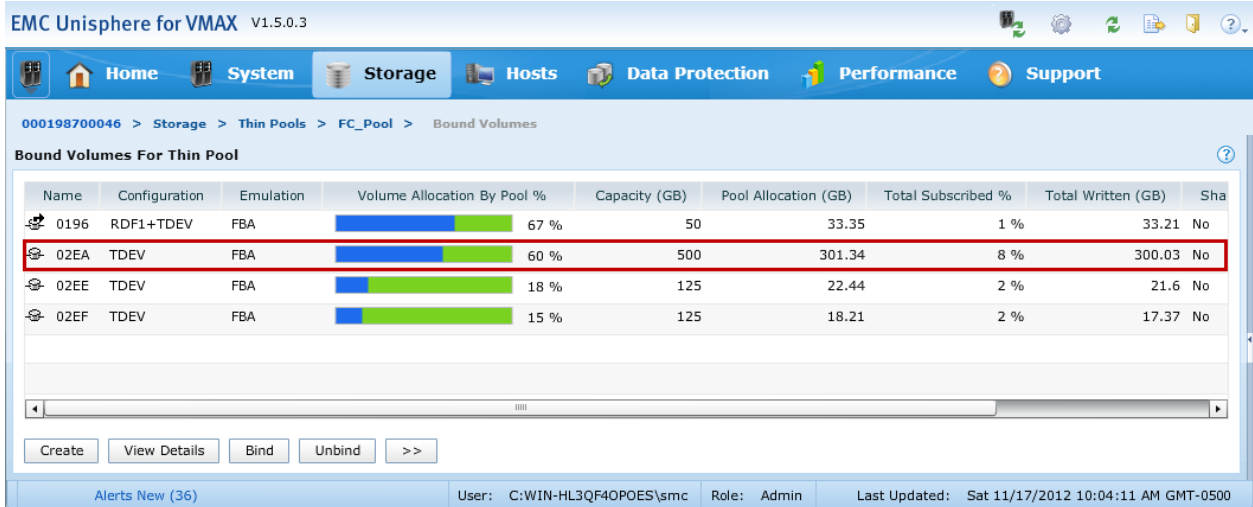 EMC Unisphere for VMAX V1.5.0.3
Home System Storage Hosts Data Protection Performance Support
000198700046 > Storage > Thin Pools > FC_Pool > Bound Volumes
Bound Volumes For Thin Pool
Name Configuration Emulation Volume Allocation By Pool % Capacity (GB) Pool Allocation (GB) Total Subscribed % Total Written (GB) Sha
0196 RDF1+TDEV FBA 67 % 50 33.35 1 % 33.21 No
02EA TDEV FBA 60 % 500 301.34 8 % 300.03 No
02EE TDEV FBA 18 % 125 22.44 2 % 21.6 No
02EF TDEV FBA 15 % 125 18.21 2 % 17.37 No
Create View Details Bind Unbind >>
Alerts New (36) User: C:WIN-HL3QF4OPOES\smc Role: Admin Last Updated: Sat 11/17/2012 10:04:11 AM GMT-0500